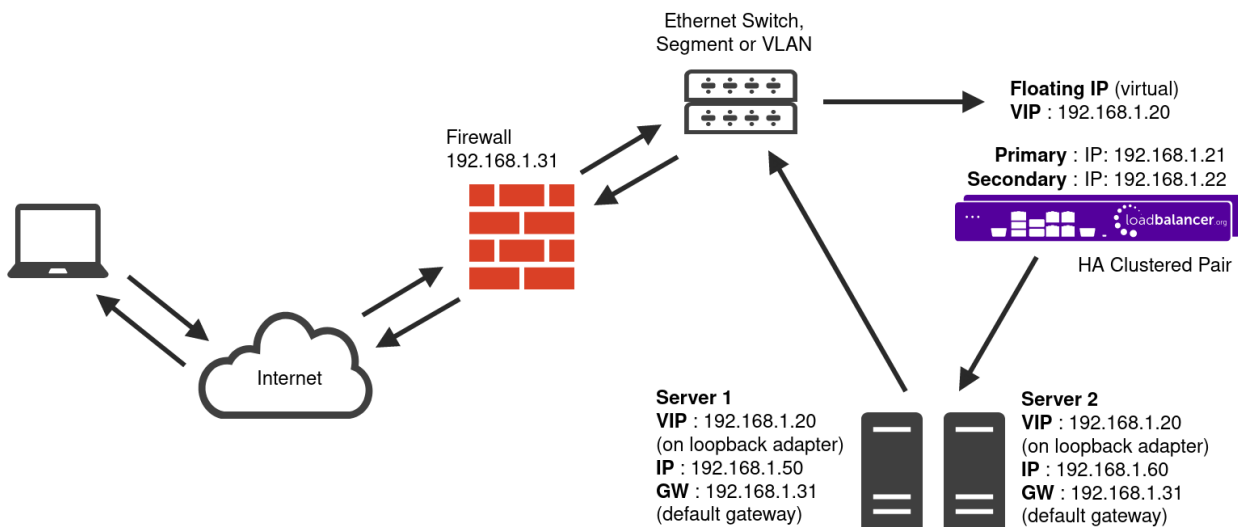 Ethernet Switch,
Segment or VLAN
Floating IP (virtual)
VIP : 192.168.1.20
Firewall
192.168.1.31
Primary : IP: 192.168.1.21
Secondary : IP: 192.168.1.22
loadbalancer.org
HA Clustered Pair
Internet
Server 1
VIP : 192.168.1.20
(on loopback adapter)
IP : 192.168.1.50
GW : 192.168.1.31
(default gateway)
Server 2
VIP : 192.168.1.20
(on loopback adapter)
IP : 192.168.1.60
GW : 192.168.1.31
(default gateway)